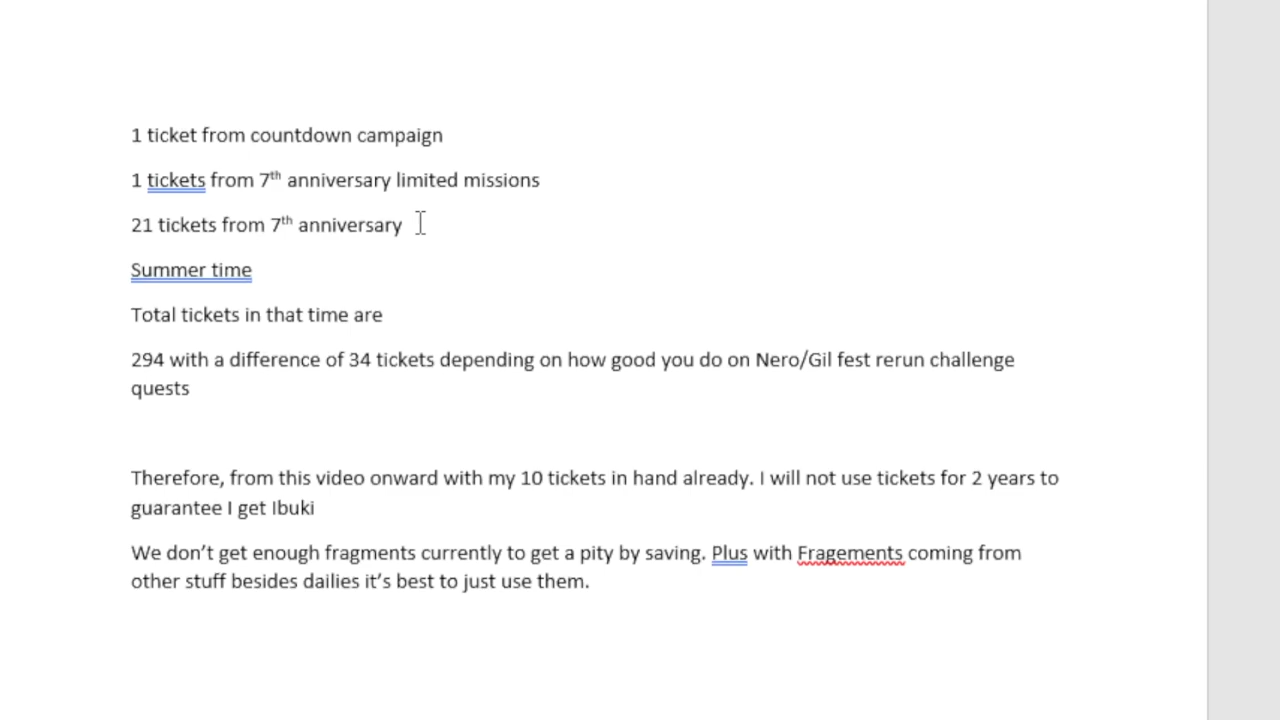 1 ticket from countdown campaign
1 tickets from 7th anniversary limited missions
21 tickets from 7th anniversary
Summer time
Total tickets in that time are
294 with a difference of 34 tickets depending on how good you do on Nero/Gil fest rerun challenge
quests
Therefore, from this video onward with my 10 tickets in hand already. I will not use tickets for 2 years to
guarantee I get Ibuki
We don’t get enough fragments currently to get a pity by saving. Plus with Fragements coming from
other stuff besides dailies it’s best to just use them.